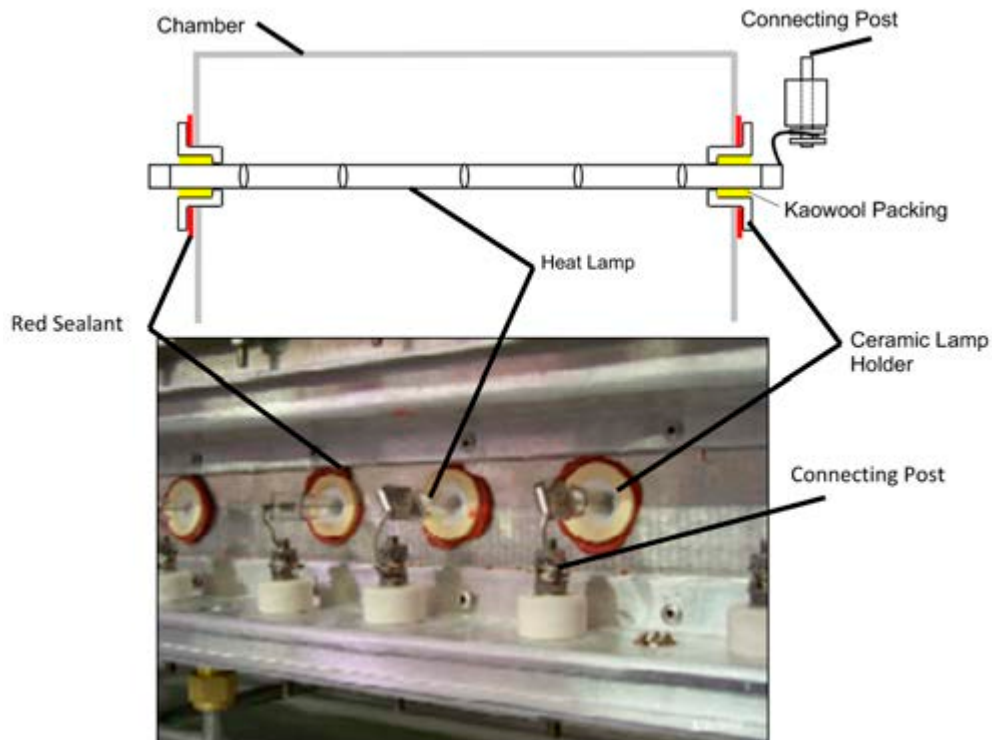 Chamber
Connecting Post
Kaowool Packing
Heat Lamp
Red Sealant
Ceramic Lamp
Holder
Connecting Post